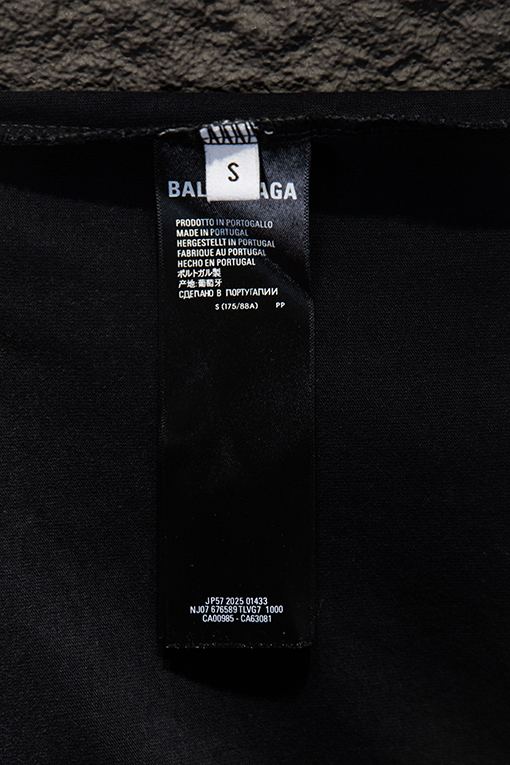 S
BAL AGA
PRODOTTO IN PORTOGALLO
MADE IN PORTUGAL
HERGESTELLT IN PORTUGAL
FABRIQUE AU PORTUGAL
HECHO EN PORTUGAL
ポルトガル製
产地:葡萄牙
СДЕЛАНО В ПОРТУГАЛИИ
S (175/88A) PP
JP57 2025 01433
NJ07 676589 TLVG7 1000
CA00985 - CA63081